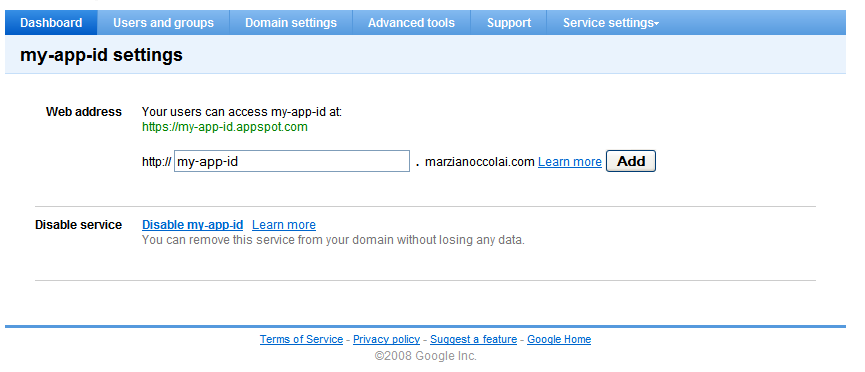 Dashboard Users and groups Domain settings Advanced tools Support Service settings▾
my-app-id settings
Web address Your users can access my-app-id at:
https://my-app-id.appspot.com
http:// my-app-id . marzianoccolai.com Learn more Add
Disable service Disable my-app-id Learn more
You can remove this service from your domain without losing any data.
Terms of Service - Privacy policy - Suggest a feature - Google Home
©2008 Google Inc.